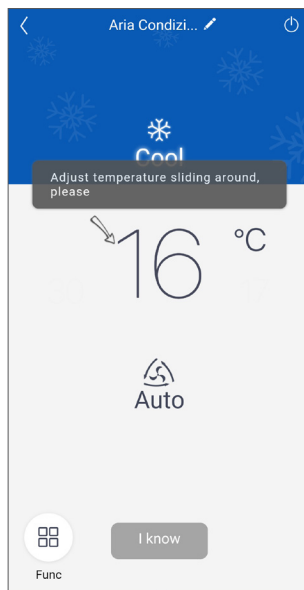 Aria Condizi...
Cool
Adjust temperature sliding around,
please
16 °C
Auto
I know
Func